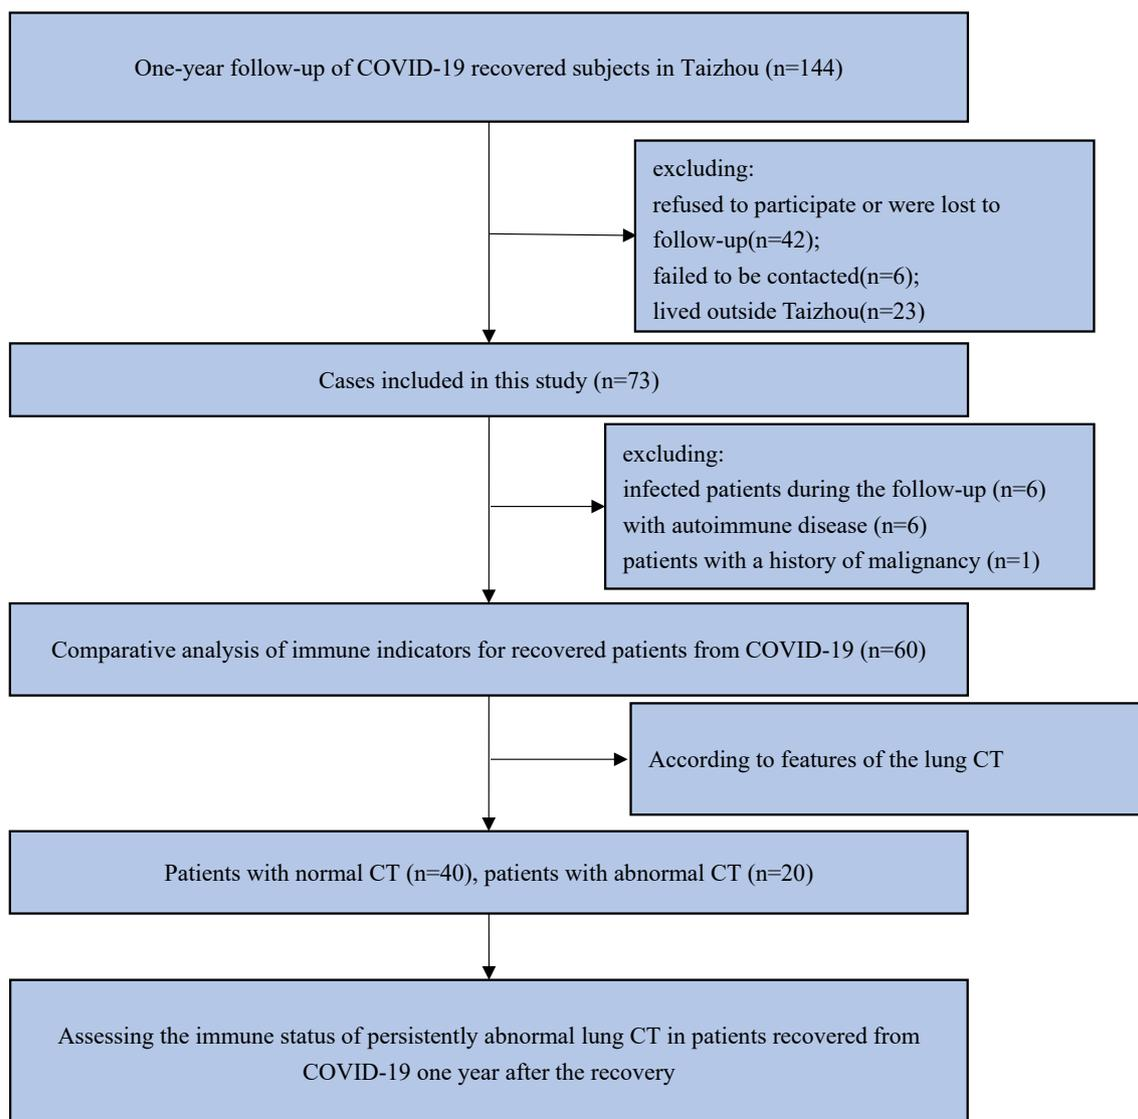 One-year follow-up of COVID-19 recovered subjects in Taizhou (n=144)
excluding:
refused to participate or were lost to
follow-up(n=42);
failed to be contacted(n=6);
lived outside Taizhou(n=23)
Cases included in this study (n=73)
excluding:
infected patients during the follow-up (n=6)
with autoimmune disease (n=6)
patients with a history of malignancy (n=1)
Comparative analysis of immune indicators for recovered patients from COVID-19 (n=60)
According to features of the lung CT
Patients with normal CT (n=40), patients with abnormal CT (n=20)
Assessing the immune status of persistently abnormal lung CT in patients recovered from
COVID-19 one year after the recovery